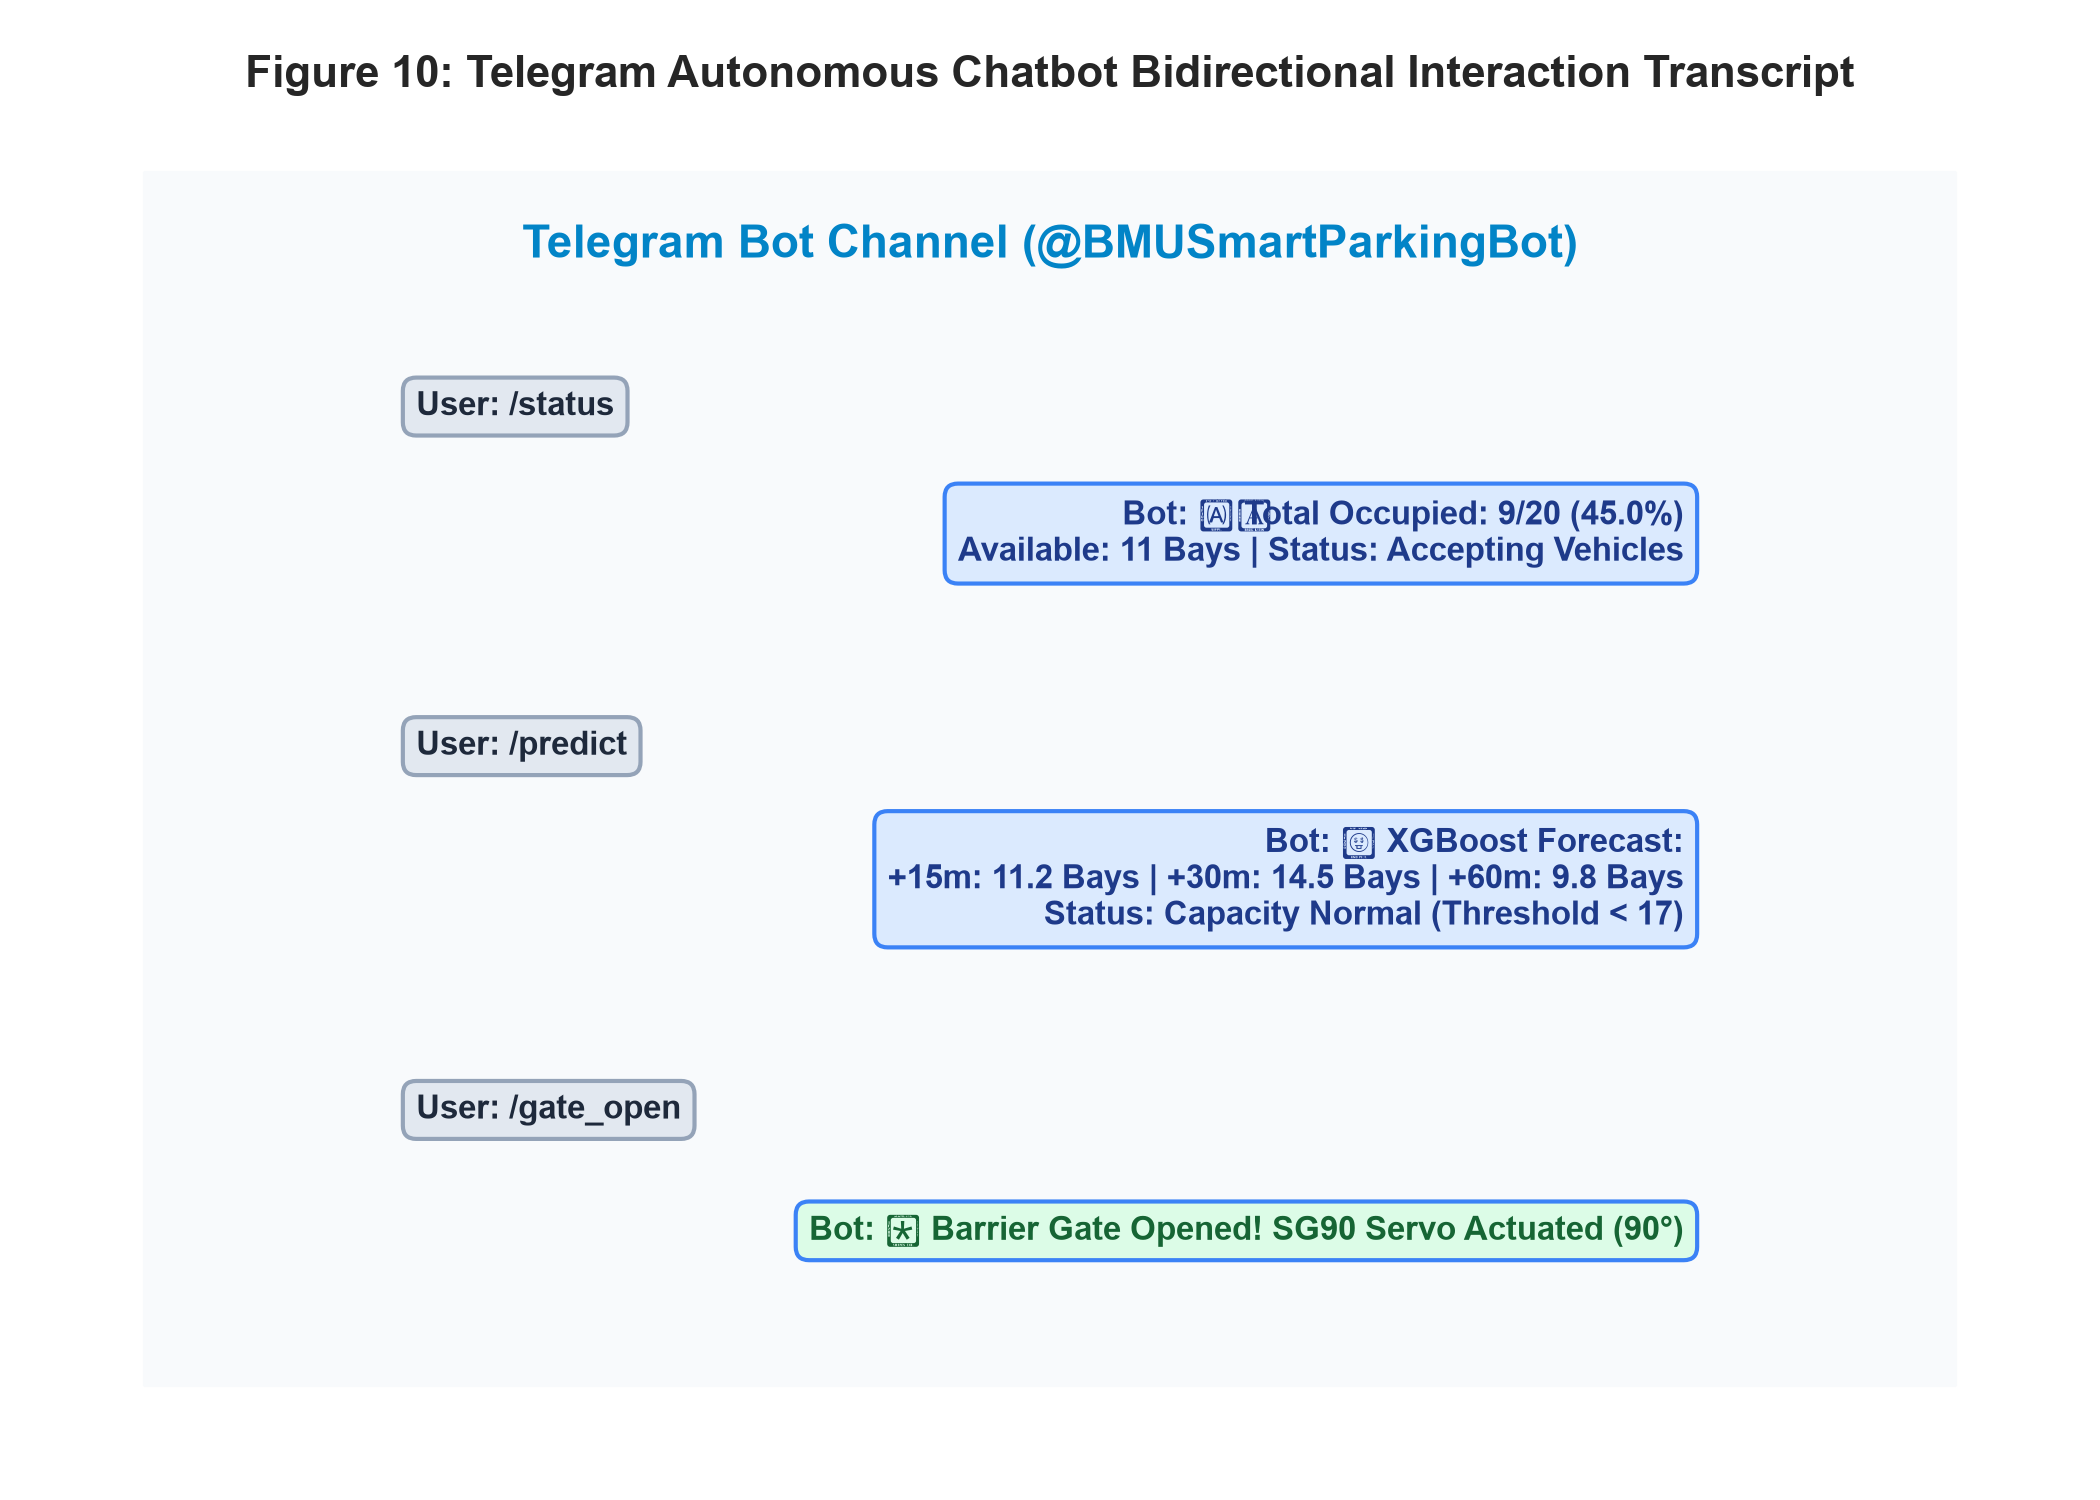 Figure 10: Telegram Autonomous Chatbot Bidirectional Interaction Transcript
Telegram Bot Channel (@BMUSmartParkingBot)
User: /status
Bot: Total Occupied: 9/20 (45.0%)
Available: 11 Bays | Status: Accepting Vehicles
User: /predict
Bot: XGBoost Forecast:
+15m: 11.2 Bays | +30m: 14.5 Bays | +60m: 9.8 Bays
Status: Capacity Normal (Threshold < 17)
User: /gate_open
Bot: Barrier Gate Opened! SG90 Servo Actuated (90°)